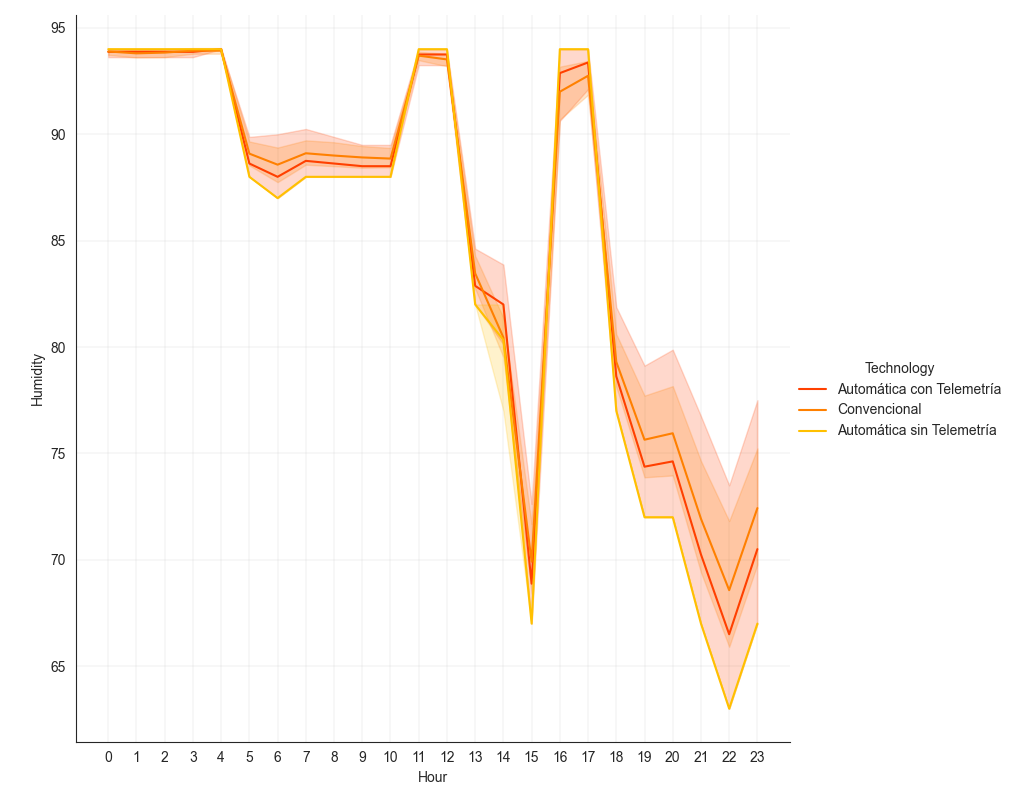 95
90
85
80
75
70
65
Humidity
0 1 2 3 4 5 6 7 8 9 10 11 12 13 14 15 16 17 18 19 20 21 22 23
Hour
Technology
Automática con Telemetría
Convencional
Automática sin Telemetría